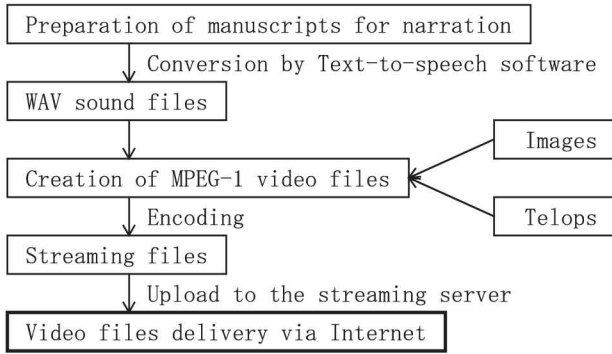 Preparation of manuscripts for narration
Conversion by Text-to-speech software
WAV sound files
Images
Creation of MPEG-1 video files
Encoding
Telops
Streaming files
Upload to the streaming server
Video files delivery via Internet